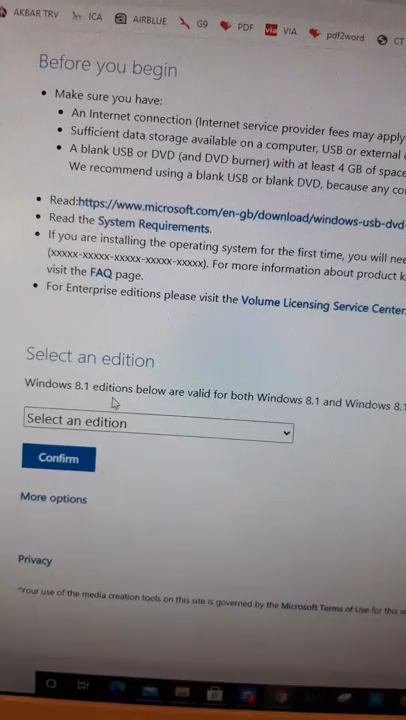 AKBAR TRV ICA AIRBLUE G9 PDF VIA pdf2word CT
Before you begin
Make sure you have:
An Internet connection (Internet service provider fees may apply
Sufficient data storage available on a computer, USB or external
A blank USB or DVD (and DVD burner) with at least 4 GB of space
We recommend using a blank USB or blank DVD, because any co
Read:https://www.microsoft.com/en-gb/download/windows-usb-dvd-
Read the System Requirements.
If you are installing the operating system for the first time, you will nee
(xxxxx-xxxxx-xxxxx-xxxxx-xxxxx). For more information about product k
visit the FAQ page.
For Enterprise editions please visit the Volume Licensing Service Center
Select an edition
Windows 8.1 editions below are valid for both Windows 8.1 and Windows 8.1
Select an edition
Confirm
More options
Privacy
*Your use of the media creation tools on this site is governed by the Microsoft Terms of Use for this w